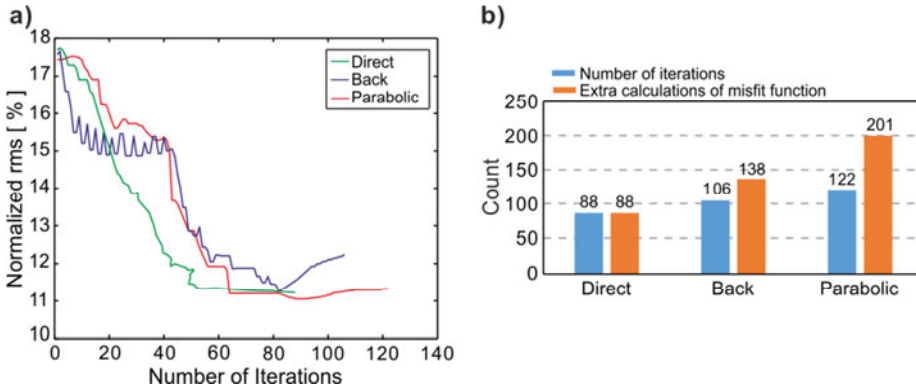 a)
18
17
16
15
14
13
12
11
10
Normalized rms [ % ]
Direct
Back
Parabolic
0 20 40 60 80 100 120 140
Number of Iterations
b)
Number of iterations
Extra calculations of misfit function
250
200
150
100
50
0
Count
88 88
106 138
122 201
Direct Back Parabolic